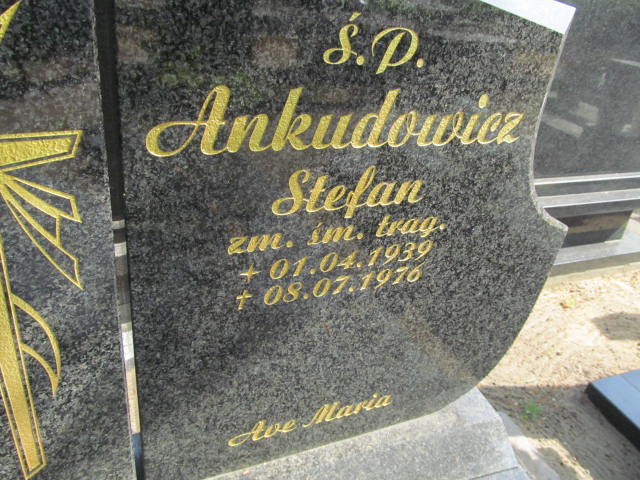 Ś.P.
Ankudowicz
Stefan
zm. śm. trag.
+ 01.04.1939
† 08.07.1976
Ave Maria